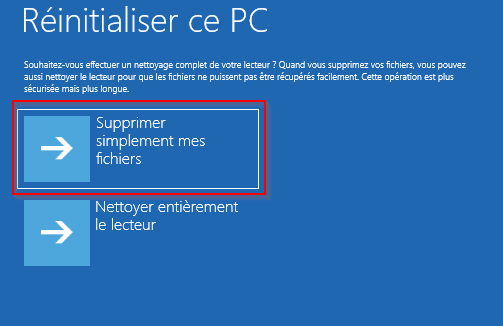 Réinitialiser ce PC
Souhaitez-vous effectuer un nettoyage complet de votre lecteur ? Quand vous supprimez vos fichiers, vous pouvez
aussi nettoyer le lecteur pour que les fichiers ne puissent pas être récupérés facilement. Cette opération est plus
sécurisée mais plus longue.
Supprimer
simplement mes
fichiers
Nettoyer entièrement
le lecteur